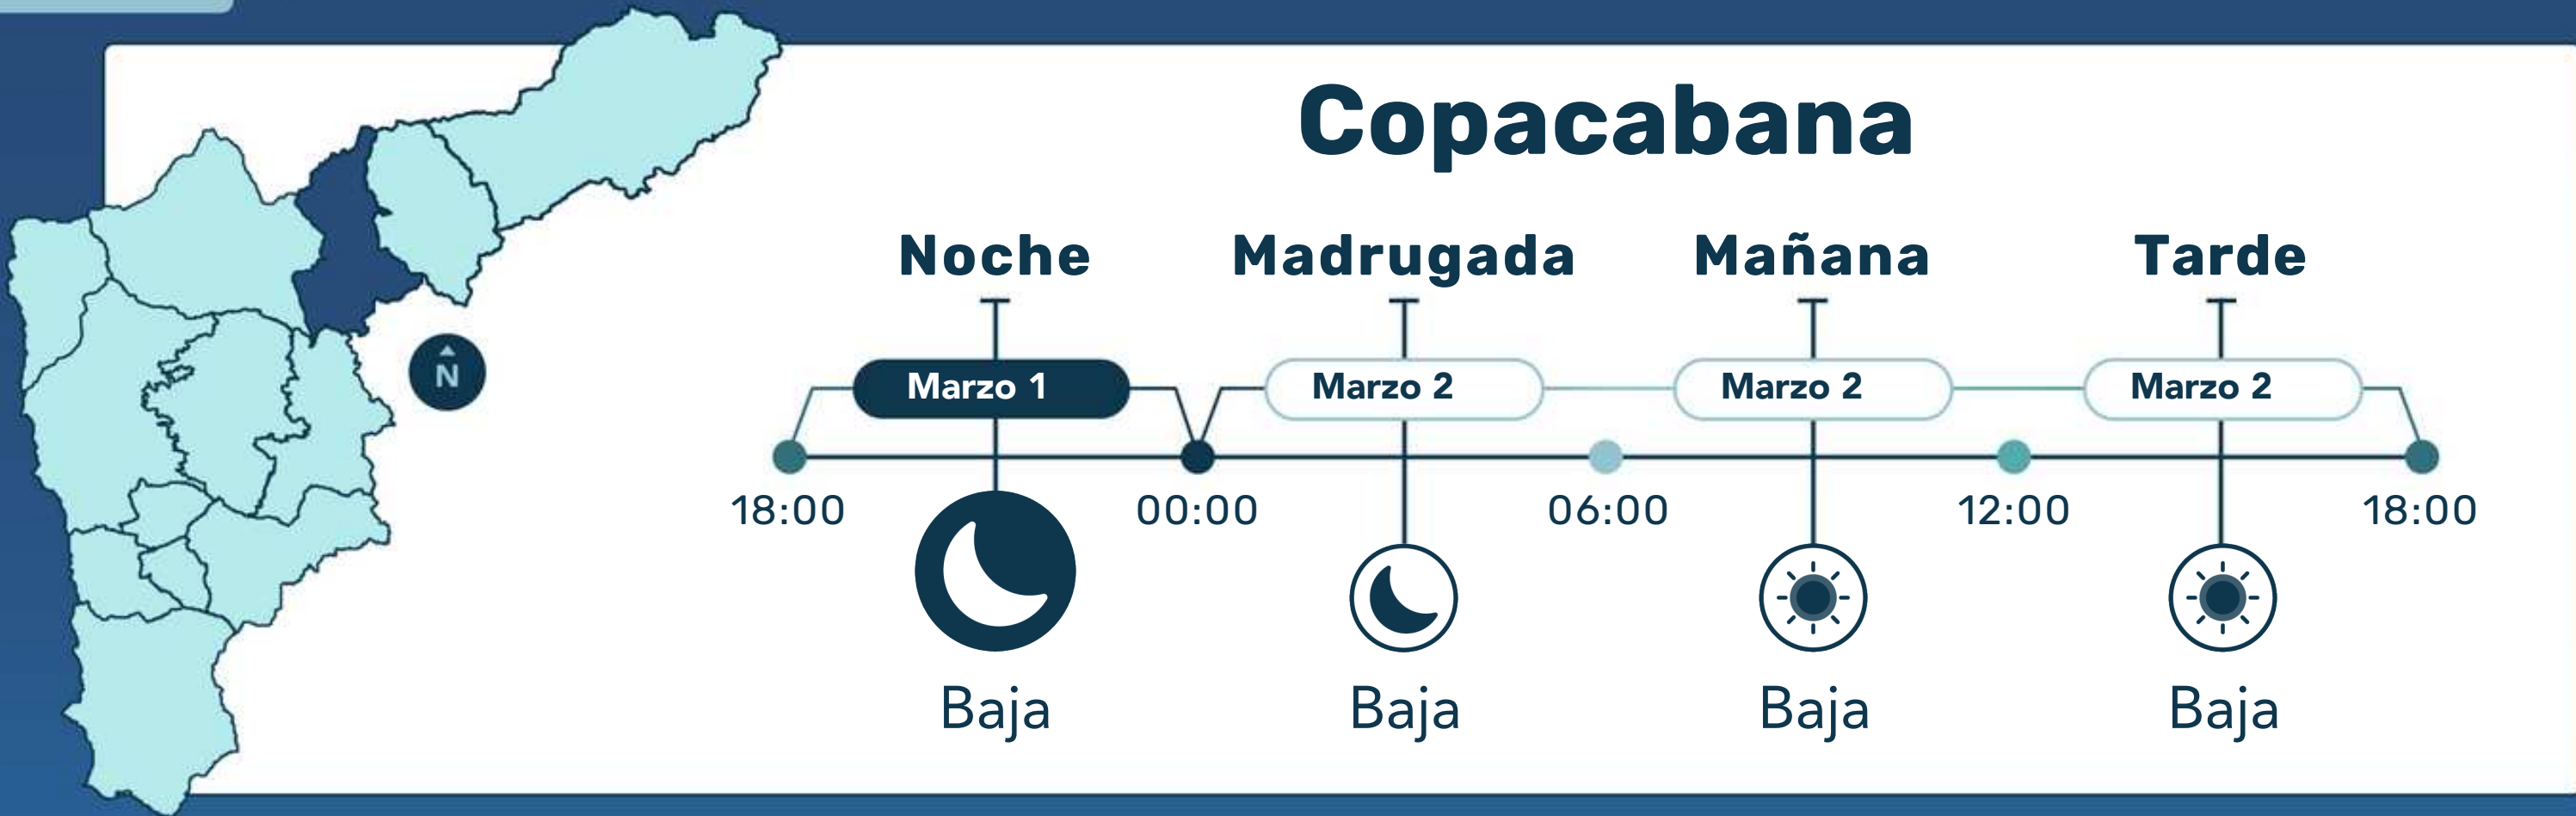 Copacabana
Noche Madrugada Mañana Tarde
Marzo 1 Marzo 2 Marzo 2 Marzo 2
N
18:00 00:00 06:00 12:00 18:00
Baja Baja Baja Baja